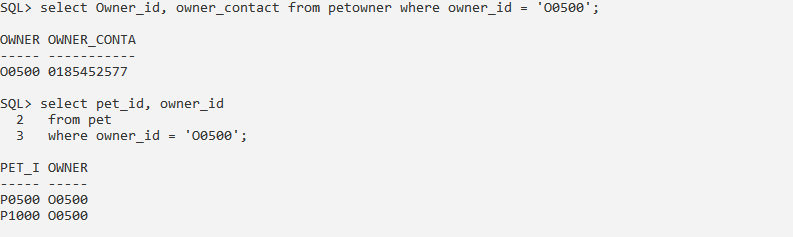 SQL> select Owner_id, owner_contact from petowner where owner_id = 'O0500';
OWNER OWNER_CONTA
----- -----------
O0500 0185452577
SQL> select pet_id, owner_id
  2   from pet
  3   where owner_id = 'O0500';
PET_I OWNER
----- -----
P0500 O0500
P1000 O0500